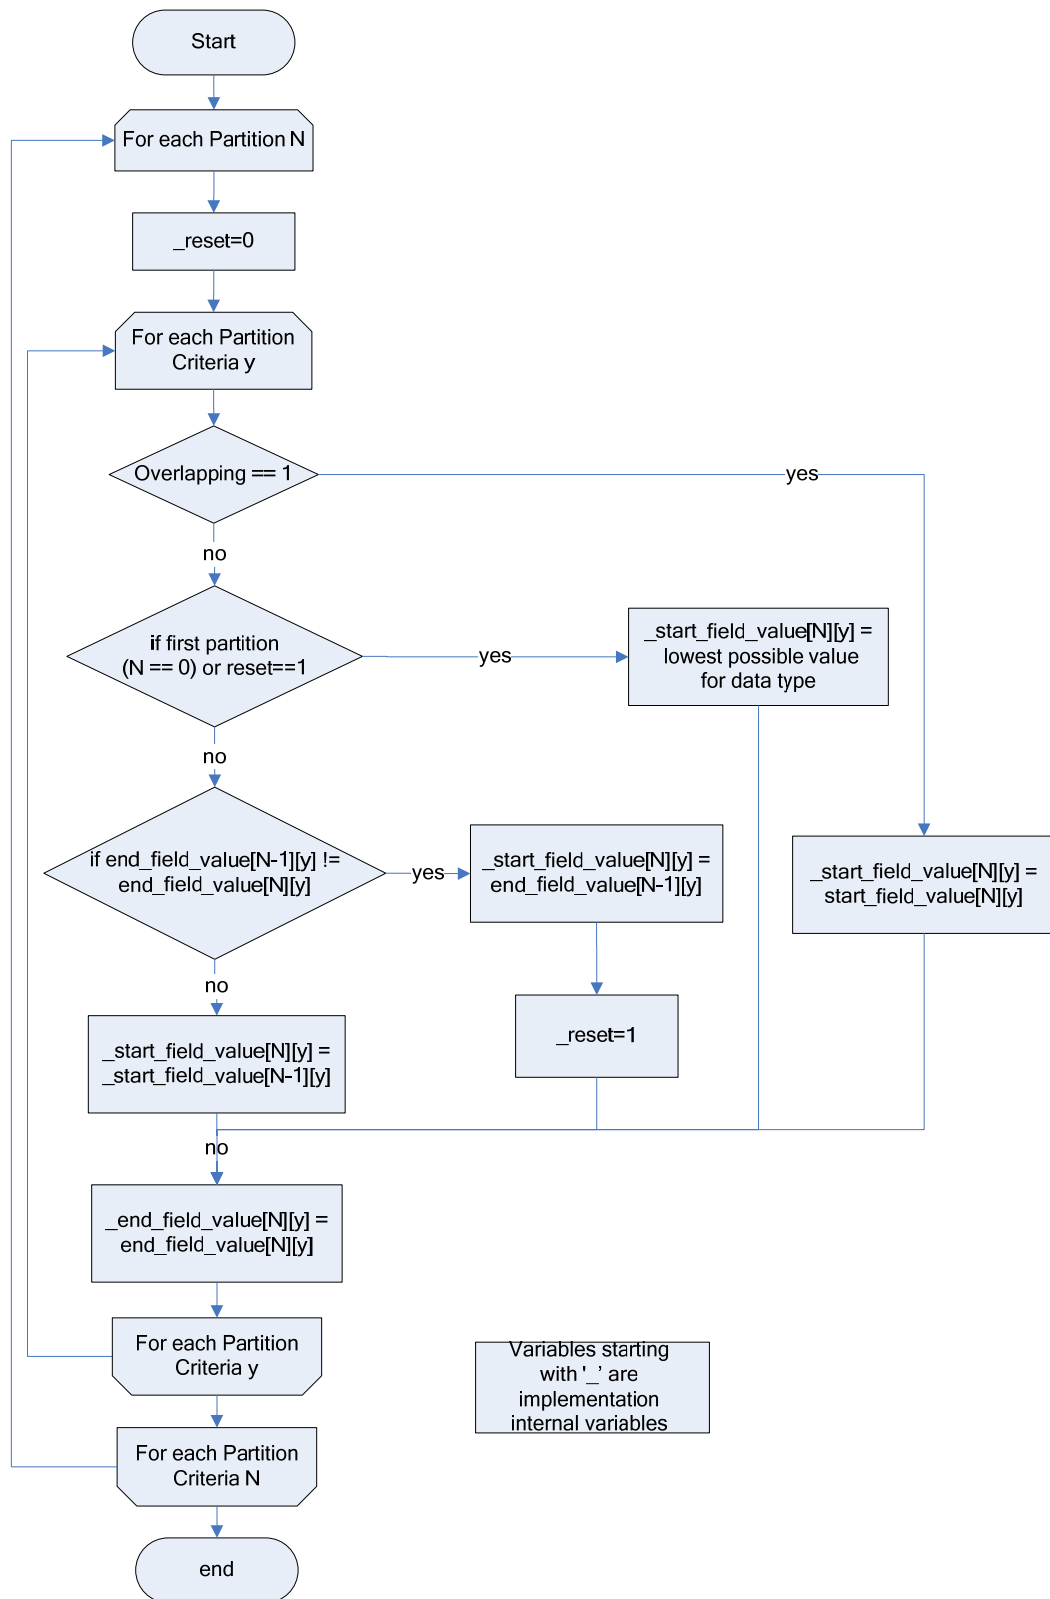 Start
For each Partition N
_reset=0
For each Partition
Criteria y
Overlapping == 1
yes
no
if first partition
(N == 0) or reset==1
yes
_start_field_value[N][y] =
lowest possible value
for data type
no
if end_field_value[N-1][y] !=
end_field_value[N][y]
yes
_start_field_value[N][y] =
end_field_value[N-1][y]
_start_field_value[N][y] =
start_field_value[N][y]
no
_start_field_value[N][y] =
_start_field_value[N-1][y]
_reset=1
no
_end_field_value[N][y] =
end_field_value[N][y]
For each Partition
Criteria y
Variables starting
with '_’ are
implementation
internal variables
For each Partition
Criteria N
end